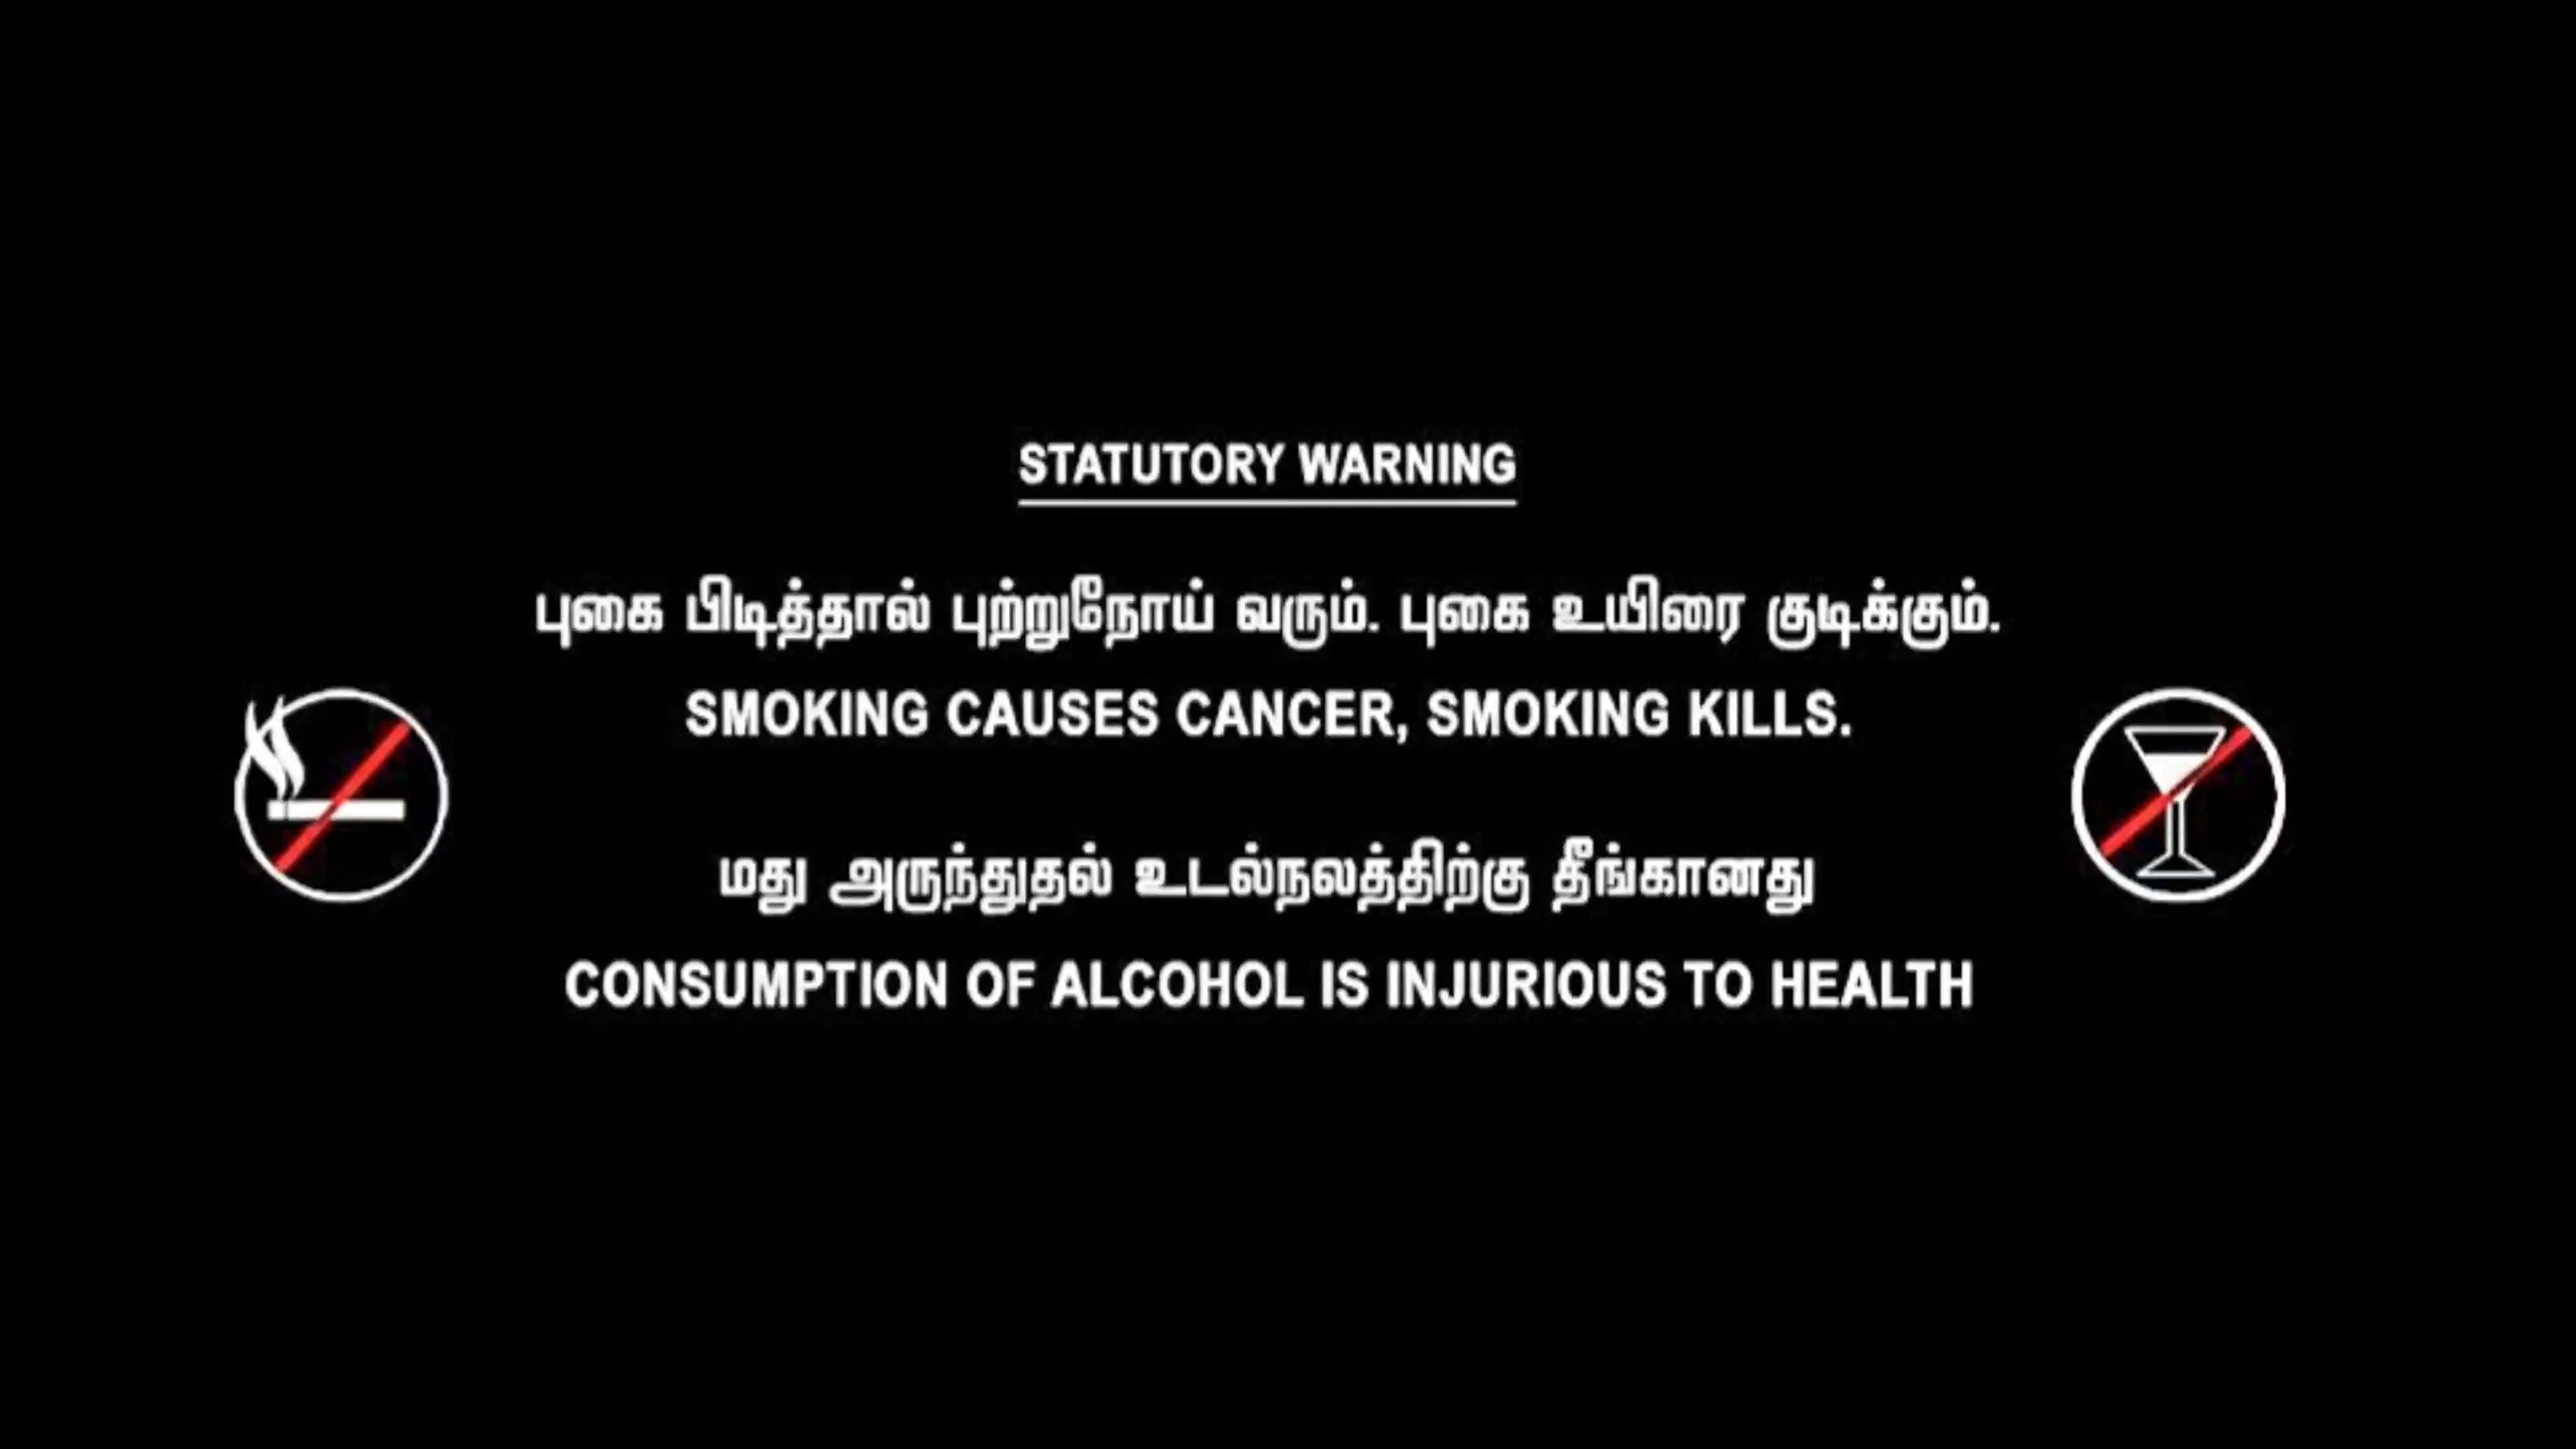 STATUTORY WARNING
புகை பிடித்தால் புற்றுநோய் வரும். புகை உயிரை குடிக்கும்.
SMOKING CAUSES CANCER, SMOKING KILLS.
மது அருந்துதல் உடல்நலத்திற்கு தீங்கானது
CONSUMPTION OF ALCOHOL IS INJURIOUS TO HEALTH